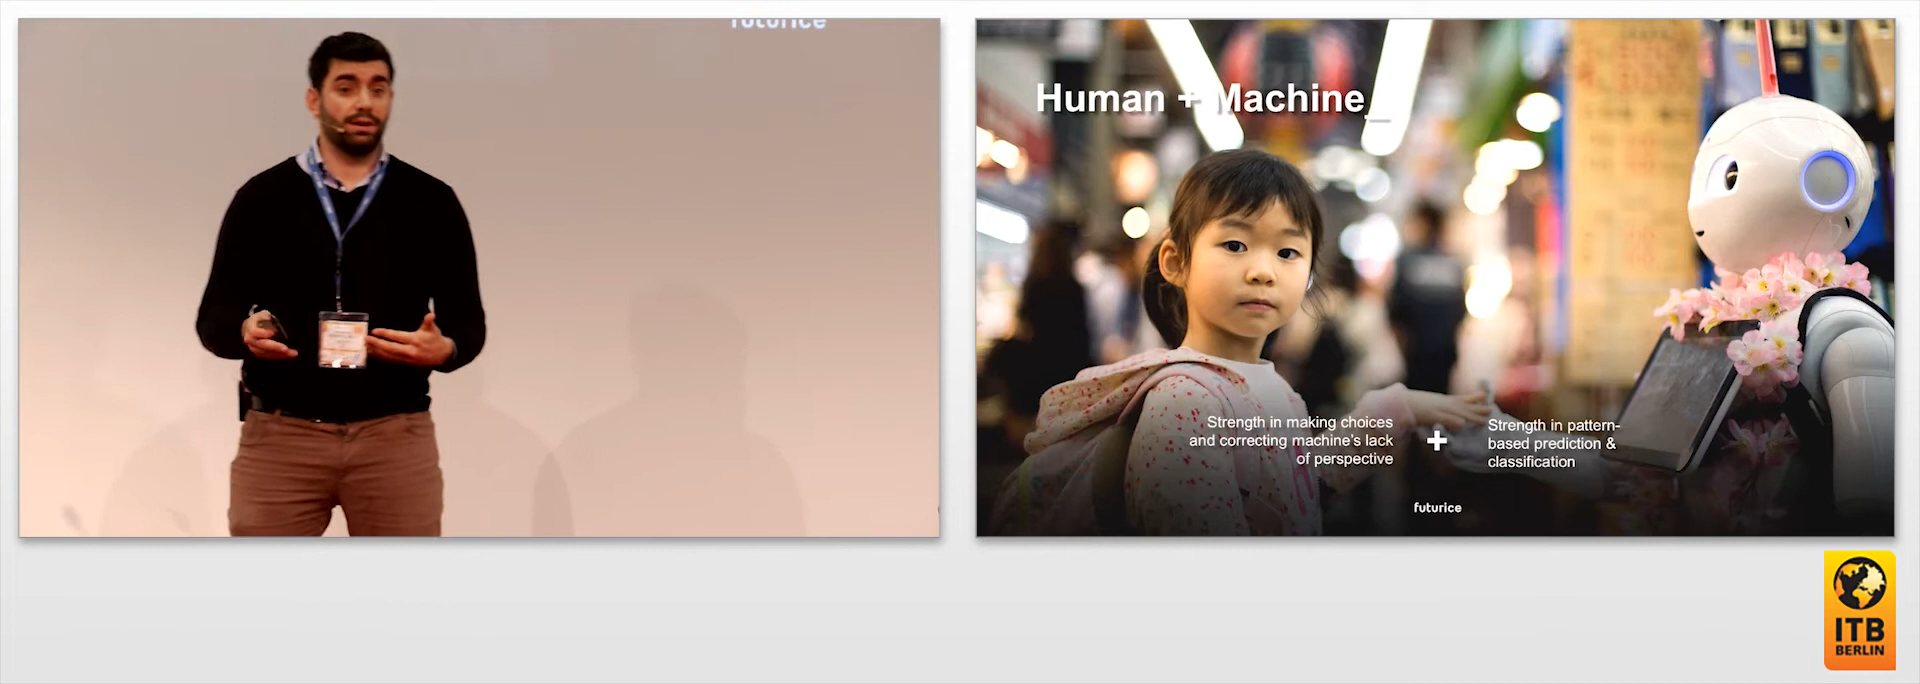 futurice
Human + Machine_
Strength in making choices
and correcting machine's lack
of perspective
+
Strength in pattern-
based prediction &
classification
futurice
ITB
BERLIN